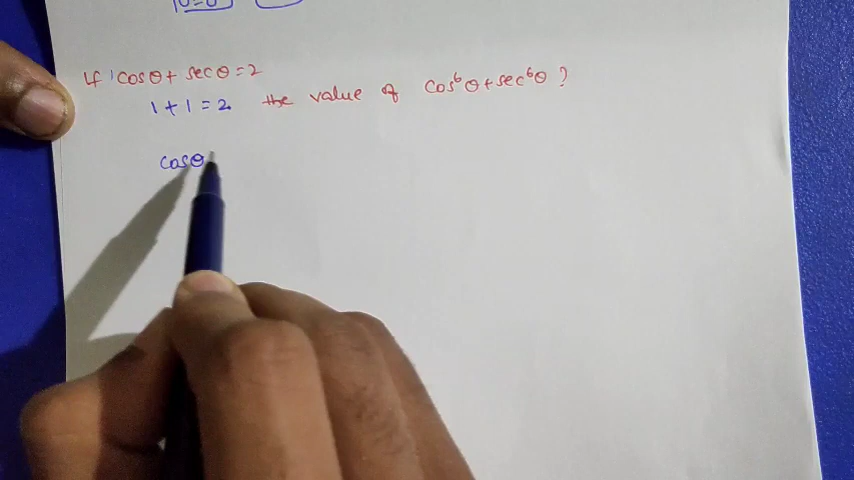 If cosθ + secθ = 2
1 + 1 = 2 the value of cos⁶θ + sec⁶θ ?
cosθ